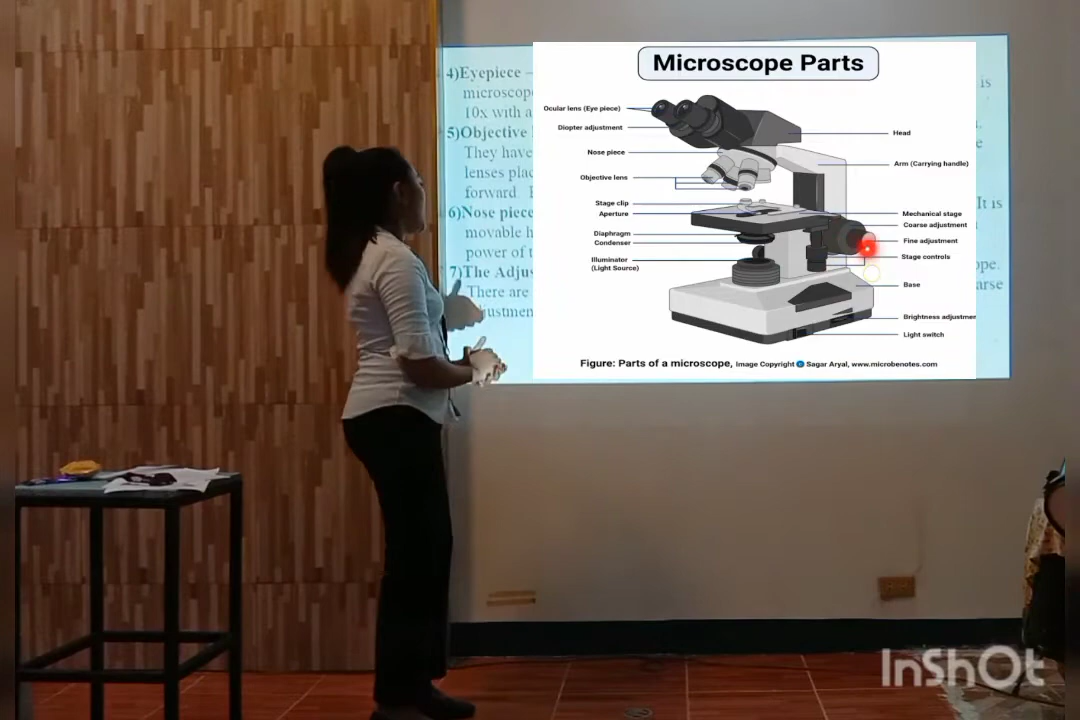 Microscope Parts
Ocular lens (Eye piece)
Diopter adjustment
Head
Nose piece
Arm (Carrying handle)
Objective lens
Stage clip
Aperture
Mechanical stage
Coarse adjustment
Diaphragm
Condenser
Fine adjustment
Stage controls
Illuminator
(Light Source)
Base
Brightness adjustmen
Light switch
Figure: Parts of a microscope, Image Copyright Sagar Aryal, www.microbenotes.com
4)Eyepiece –
microscop
is
10x with a
5)Objective
They have
lenses plac
forward.
6)Nose piece
It is
movable h
power of t
7)The Adjus
ope.
There are
arse
djustmen
InShOt